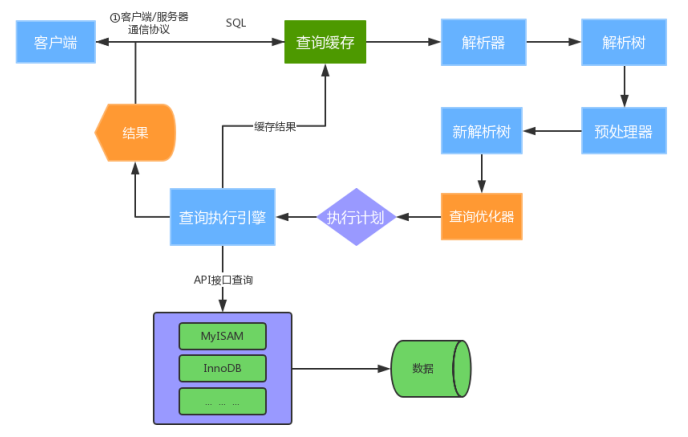 ①客户端/服务器
通信协议
SQL
客户端
查询缓存
解析器
解析树
结果
缓存结果
新解析树
预处理器
查询执行引擎
执行计划
查询优化器
API接口查询
MyISAM
InnoDB
... ... ...
数据